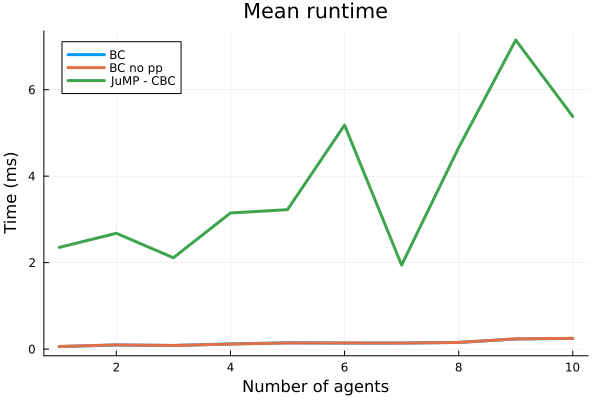 Mean runtime
BC
BC no pp
JuMP - CBC
Time (ms)
6
4
2
0
2 4 6 8 10
Number of agents